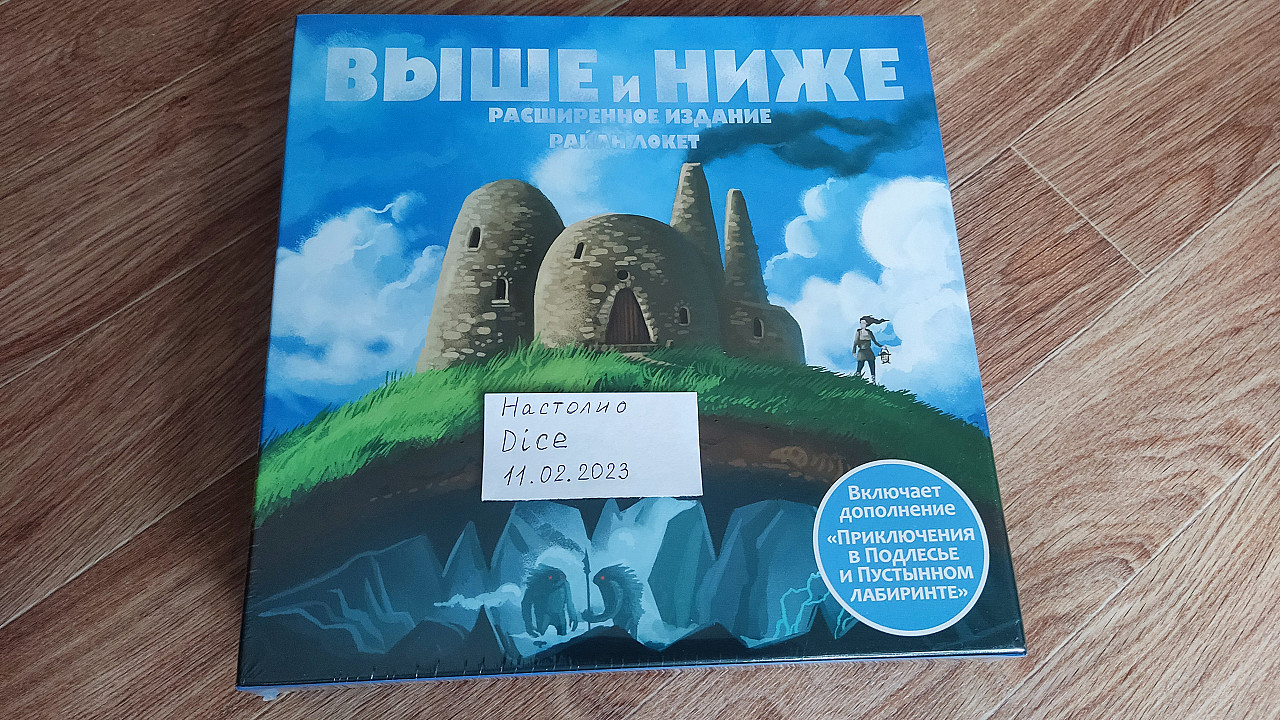 ВЫШЕ и НИЖЕ
РАСШИРЕННОЕ ИЗДАНИЕ
РАЙАН ЛОКЕТ
Настолио
Dice
11.02.2023
Включает
дополнение
«Приключения
в Подлесье
и Пустынном
лабиринте»